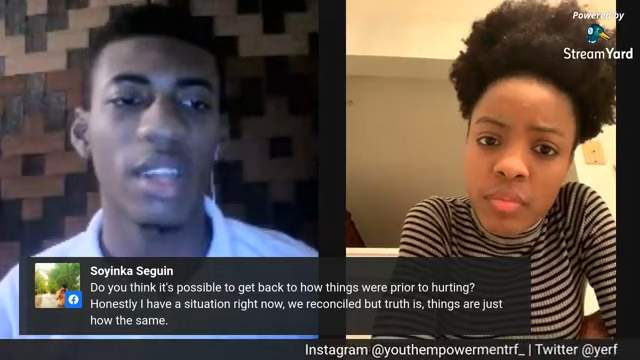 Powered by
StreamYard
Soyinka Seguin
Do you think it's possible to get back to how things were prior to hurting?
Honestly I have a situation right now, we reconciled but truth is, things are just
how the same.
Instagram @youthempowermentrf_ | Twitter @yerf